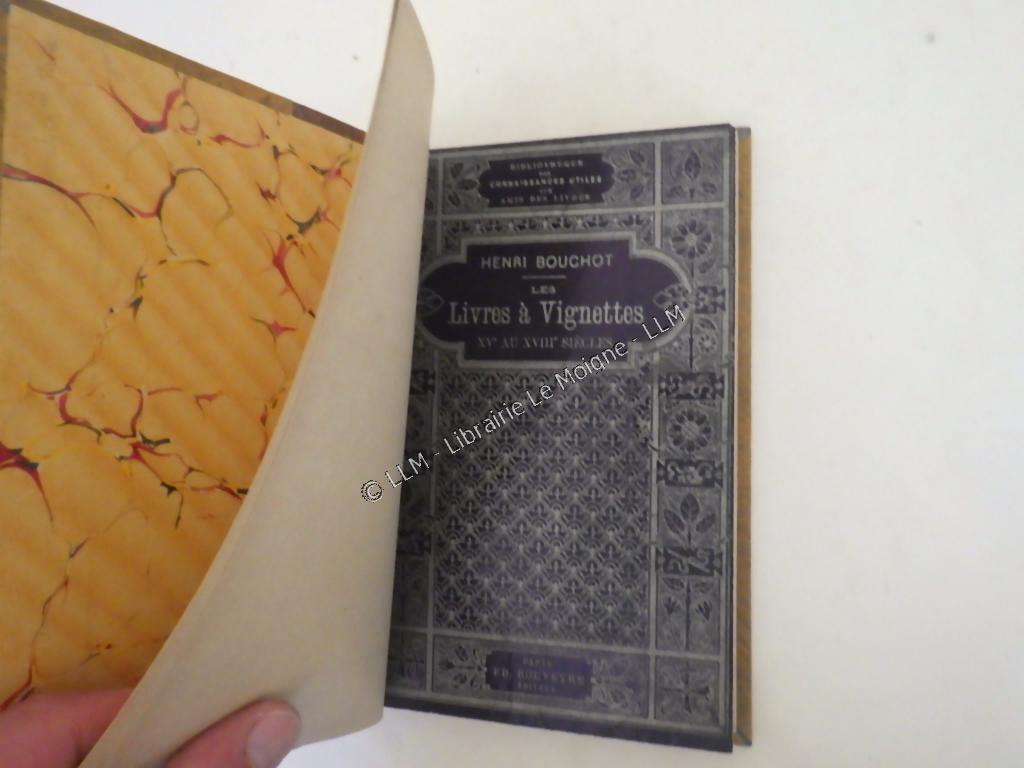 BIBLIOTHÈQUE
DES
CONNAISSANCES UTILES
AUX
AMIS DES LIVRES
HENRI BOUCHOT
LES
Livres à Vignettes
XVᵉ AU XVIIIᵉ SIÈCLE
© LLM - Librairie Le Moigne - LLM
PARIS
ED. ROUVEYRE
ÉDITEUR